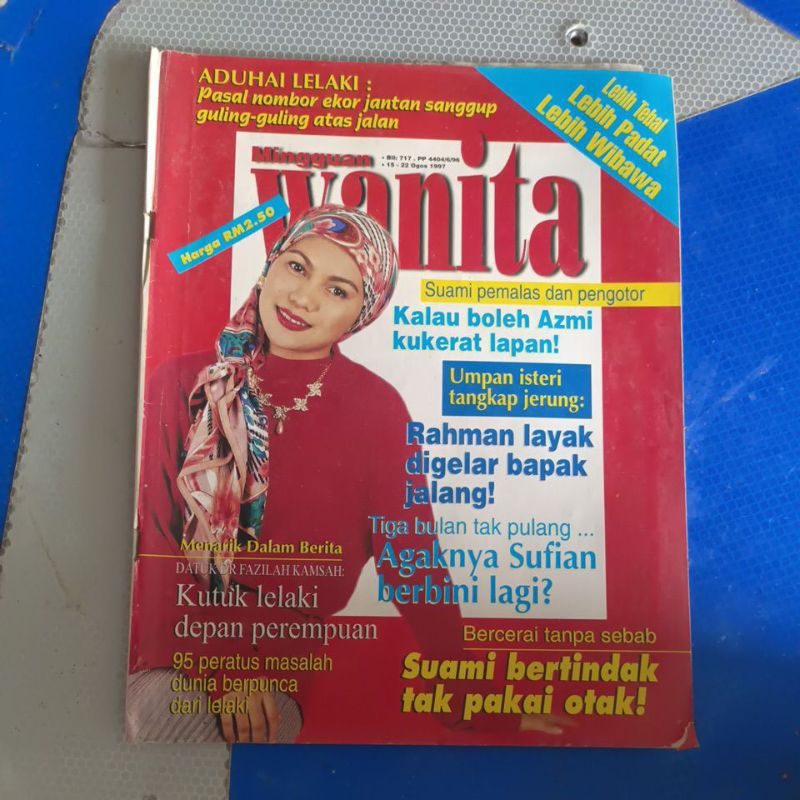 ADUHAI LELAKI :
Pasal nombor ekor jantan sanggup
guling-guling atas jalan
Lebih Tebal
Lebih Padat
Lebih Wibawa
Mingguan
• Bil: 717 . PP 4404/6/96
• 15 - 22 Ogos 1997
wanita
Harga RM2.50
Suami pemalas dan pengotor
Kalau boleh Azmi
kukerat lapan!
Umpan isteri
tangkap jerung:
Rahman layak
digelar bapak
jalang!
Tiga bulan tak pulang ...
Agaknya Sufian
berbini lagi?
Menarik Dalam Berita
DATUK DR FAZILAH KAMSAH:
Kutuk lelaki
depan perempuan
95 peratus masalah
dunia berpunca
dari lelaki
Bercerai tanpa sebab
Suami bertindak
tak pakai otak!